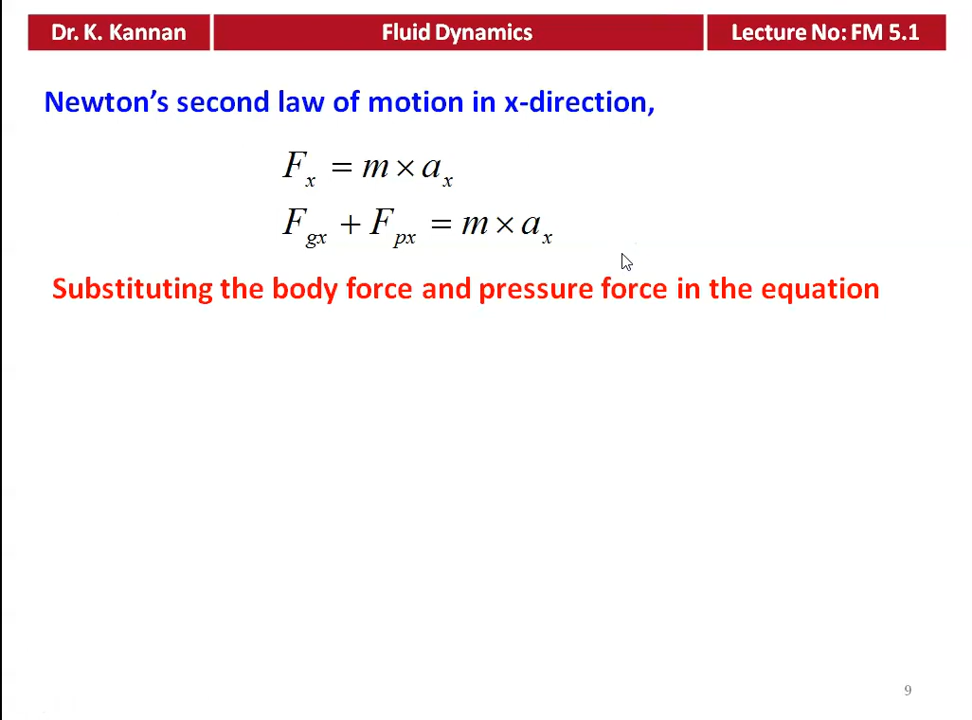 Dr. K. Kannan Fluid Dynamics Lecture No: FM 5.1
Newton's second law of motion in x-direction,
F_x = m × a_x
F_gx + F_px = m × a_x
Substituting the body force and pressure force in the equation
9